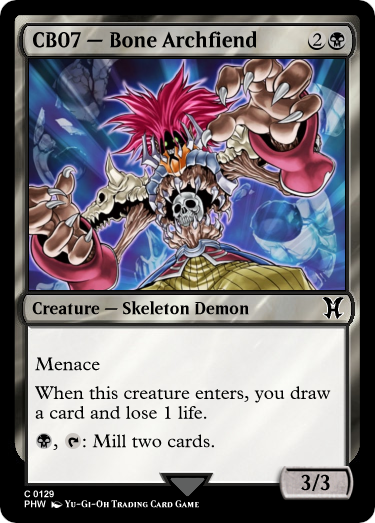 CB07 — Bone Archfiend 2
Creature — Skeleton Demon
Menace
When this creature enters, you draw
a card and lose 1 life.
, : Mill two cards.
3/3
C 0129
PHW Yu-Gi-Oh Trading Card Game